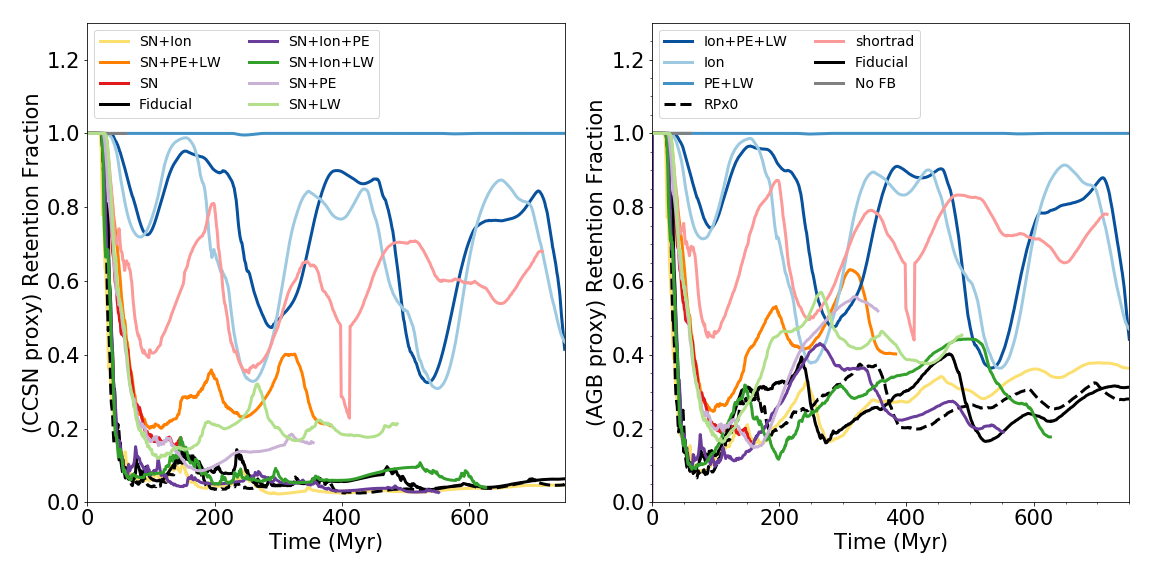 (CCSN proxy) Retention Fraction
1.2
1.0
0.8
0.6
0.4
0.2
0.0
SN+Ion
SN+PE+LW
SN
Fiducial
SN+Ion+PE
SN+Ion+LW
SN+PE
SN+LW
0
200
400
600
Time (Myr)
(AGB proxy) Retention Fraction
1.2
1.0
0.8
0.6
0.4
0.2
0.0
Ion+PE+LW
Ion
PE+LW
RPx0
shortrad
Fiducial
No FB
0
200
400
600
Time (Myr)